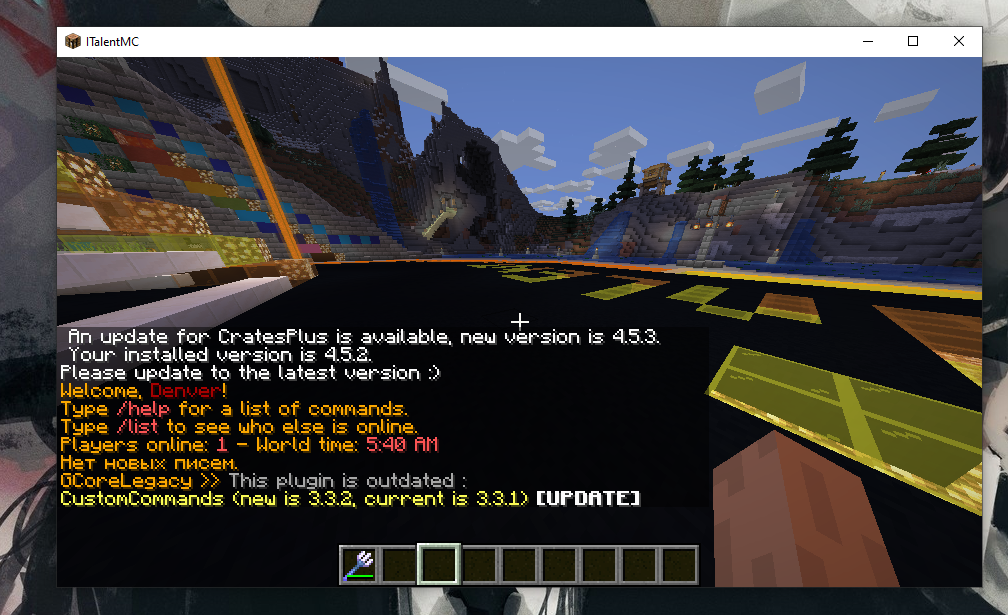 ITalentMC
An update for CratesPlus is available, new version is 4.5.3.
Your installed version is 4.5.2.
Please update to the latest version :)
Welcome, Denver!
Type /help for a list of commands.
Type /list to see who else is online.
Players online: 1 - World time: 5:40 AM
Нет новых писем.
GCoreLegacy >> This plugin is outdated :
CustomCommands (new is 3.3.2, current is 3.3.1) [UPDATE]